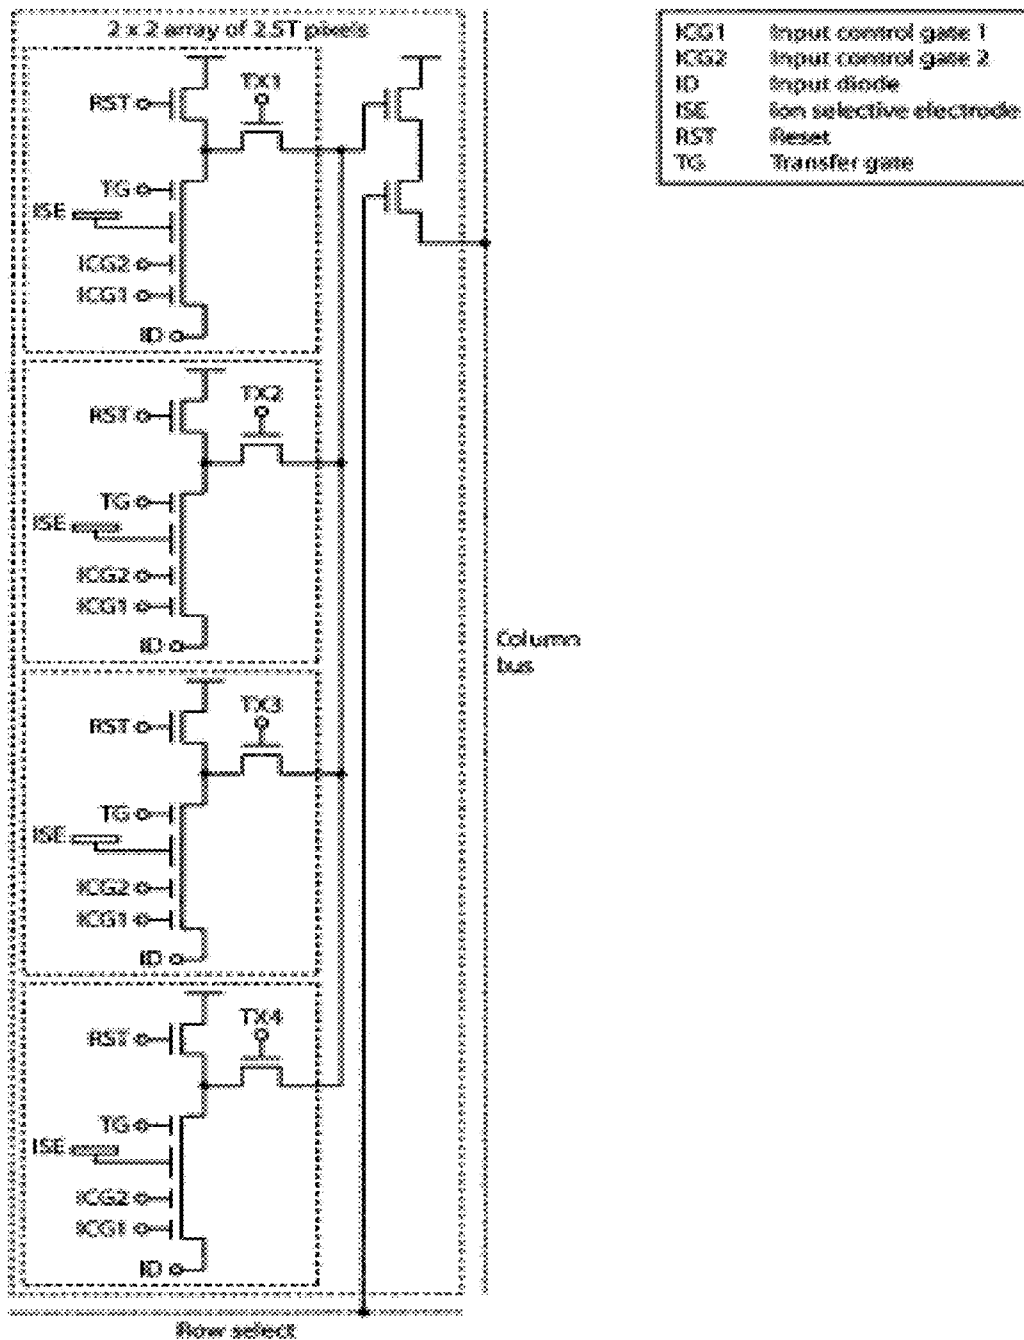 2 x 2 array of 2.5T pixels
RST
TX1
TG
ISE
ICG2
ICG1
ID
RST
TX2
TG
ISE
ICG2
ICG1
ID
RST
TX3
TG
ISE
ICG2
ICG1
ID
RST
TX4
TG
ISE
ICG2
ICG1
ID
Column
bus
Row select
ICG1 Input control gate 1
ICG2 Input control gate 2
ID Input diode
ISE Ion selective electrode
RST Reset
TG Transfer gate